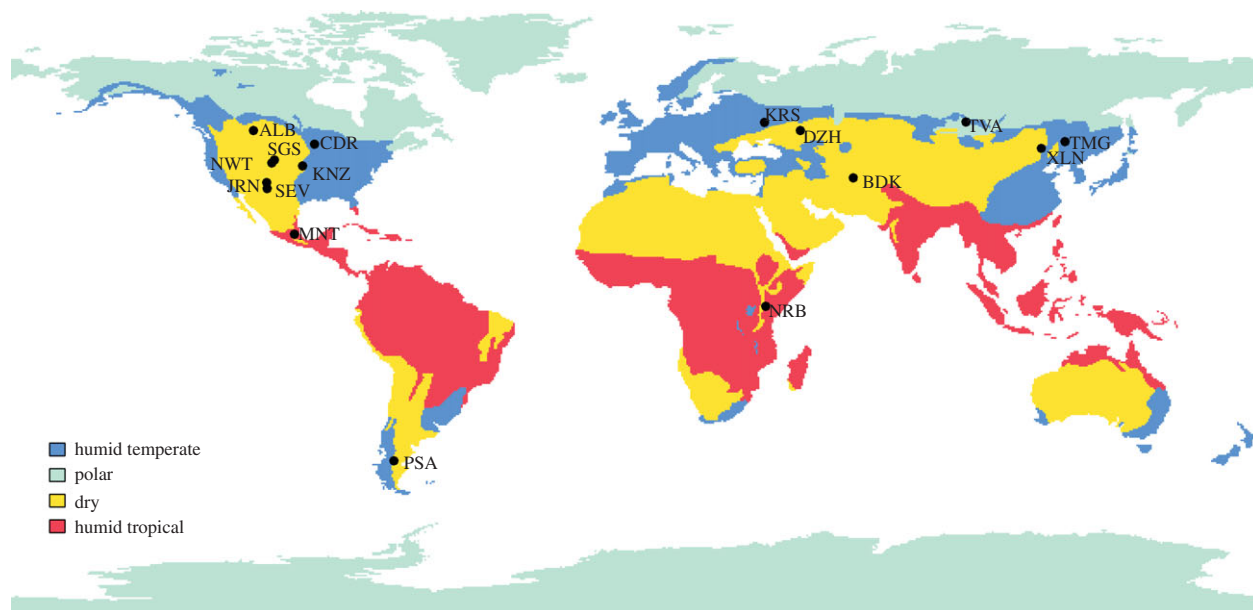 KRS
TVA
ALB
DZH
CDR
TMG
SGS
XLN
NWT
KNZ
BDK
JRN
SEV
MNT
NRB
humid temperate
PSA
polar
dry
humid tropical